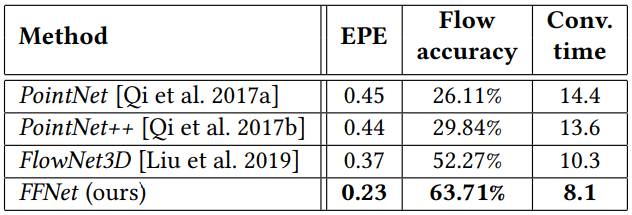 Method EPE Flow accuracy Conv. time
PointNet [Qi et al. 2017a] 0.45 26.11% 14.4
PointNet++ [Qi et al. 2017b] 0.44 29.84% 13.6
FlowNet3D [Liu et al. 2019] 0.37 52.27% 10.3
FFNet (ours) 0.23 63.71% 8.1